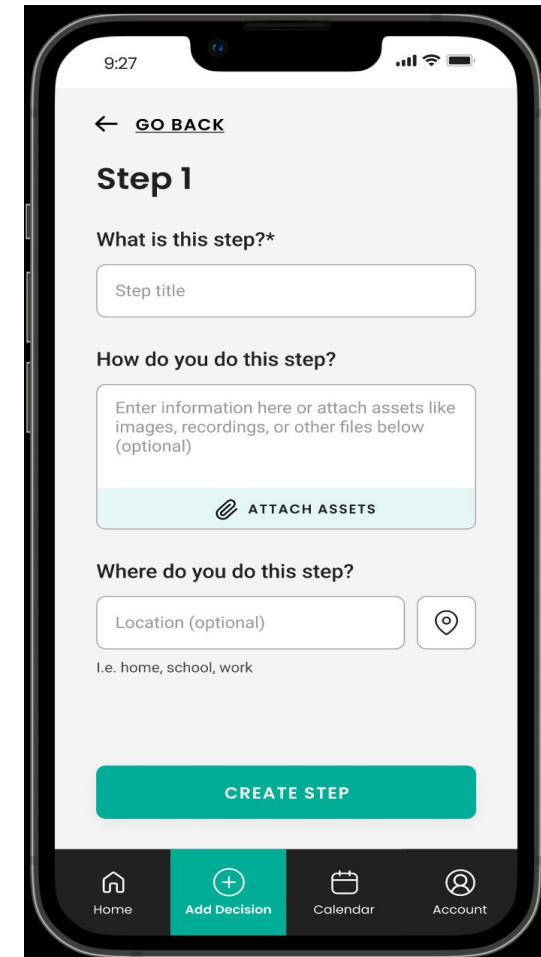 9:27
GO BACK
Step 1
What is this step?*
Step title
How do you do this step?
Enter information here or attach assets like
images, recordings, or other files below
(optional)
ATTACH ASSETS
Where do you do this step?
Location (optional)
I.e. home, school, work
CREATE STEP
Home Add Decision Calendar Account